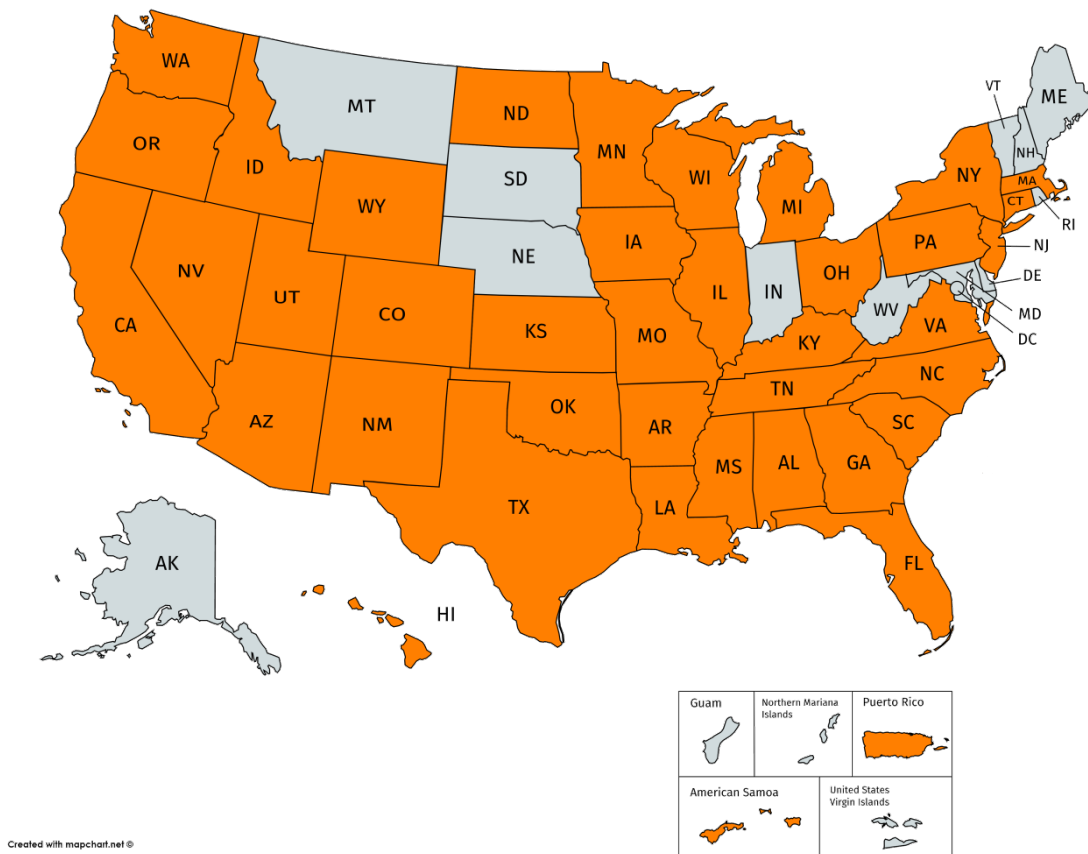 WA
MT
ND
MN
VT
ME
OR
ID
SD
WI
NH
NY
MA
WY
MI
CT
RI
IA
PA
NJ
NE
NV
OH
DE
UT
IL
IN
CA
CO
WV
MD
KS
MO
VA
DC
KY
NC
TN
OK
AZ
NM
AR
SC
MS
AL
GA
TX
LA
AK
FL
HI
Guam
Northern Mariana
Islands
Puerto Rico
American Samoa
United States
Virgin Islands
Created with mapchart.net ©